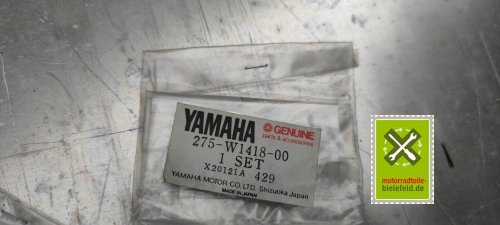 YAMAHA
GENUINE
parts & accessories
275-W1418-00
1 SET
X20121A 429
YAMAHA MOTOR CO., LTD. Shizuoka Japan
MADE IN JAPAN
motorradteile-
bielefeld.de